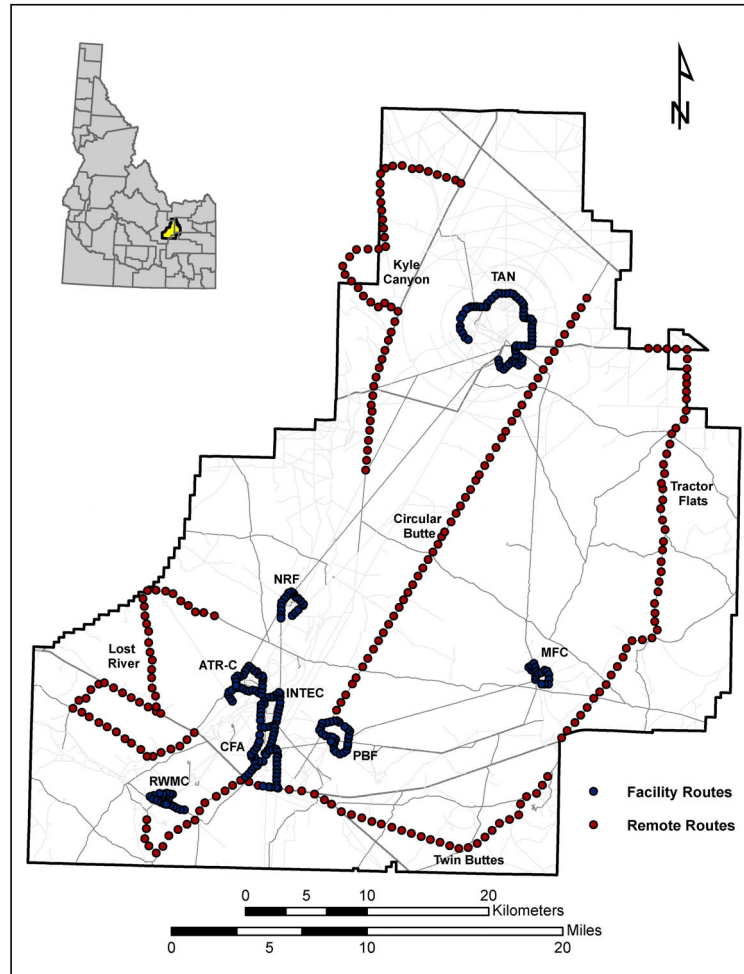 N
Kyle
Canyon
TAN
Circular
Butte
Tractor
Flats
NRF
Lost
River
ATR-C
INTEC
MFC
CFA
PBF
RWMC
Twin Buttes
Facility Routes
Remote Routes
0 5 10 20
Kilometers
Miles
0 5 10 20